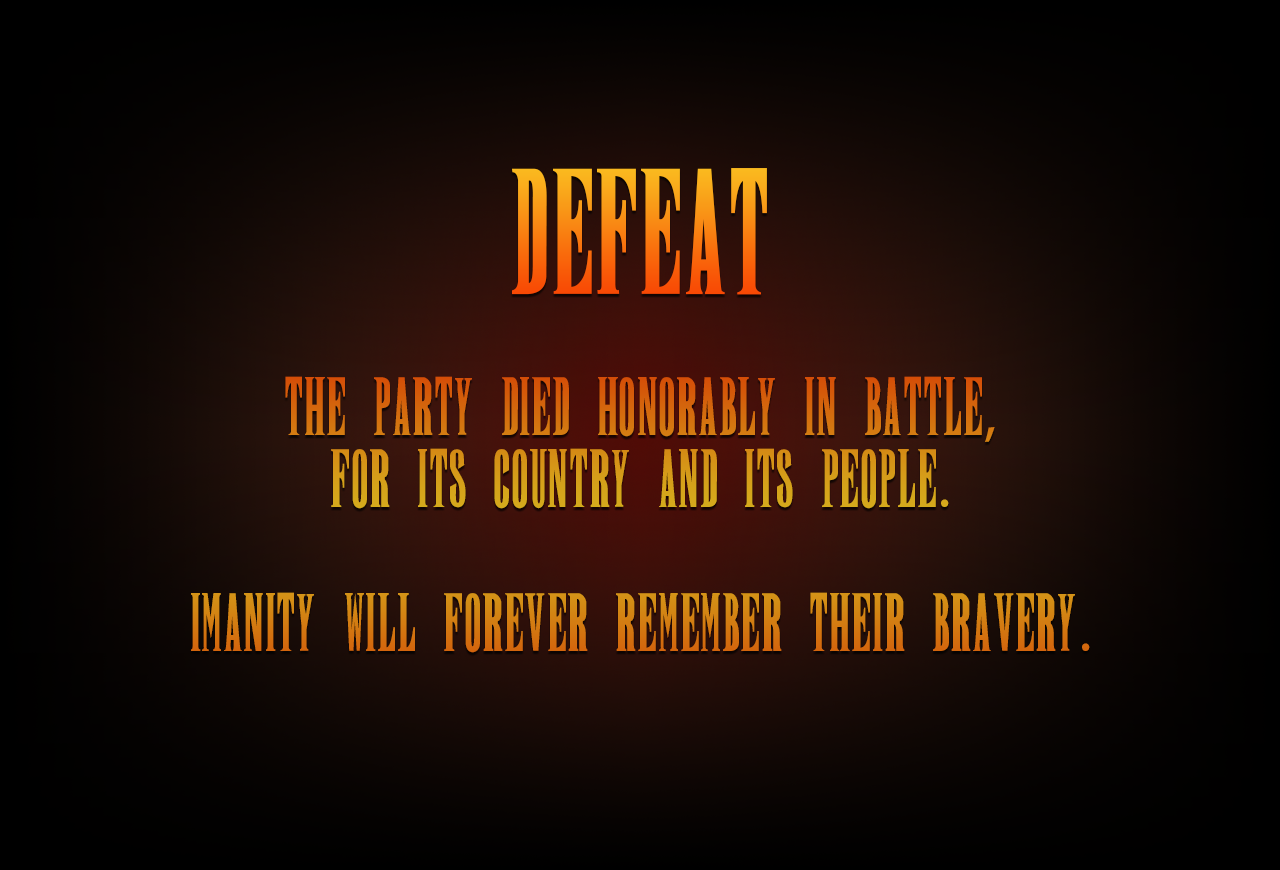 DEFEAT
THE PARTY DIED HONORABLY IN BATTLE,
FOR ITS COUNTRY AND ITS PEOPLE.
IMANITY WILL FOREVER REMEMBER THEIR BRAVERY.